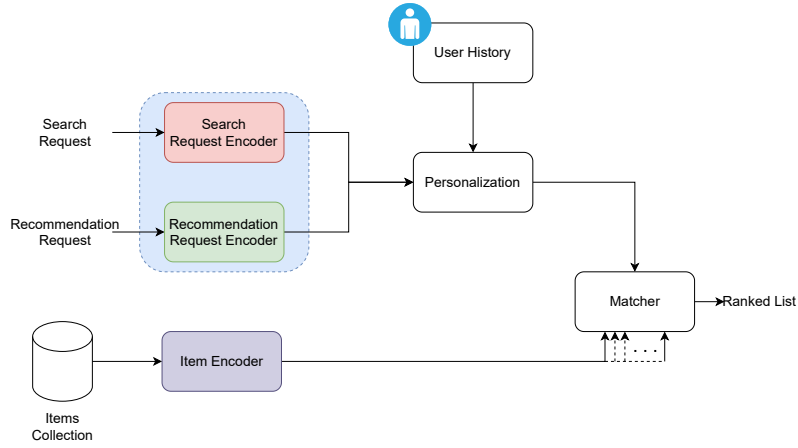 User History
Search
Request
Search
Request Encoder
Personalization
Recommendation
Request
Recommendation
Request Encoder
Matcher
Ranked List
Item Encoder
Items
Collection